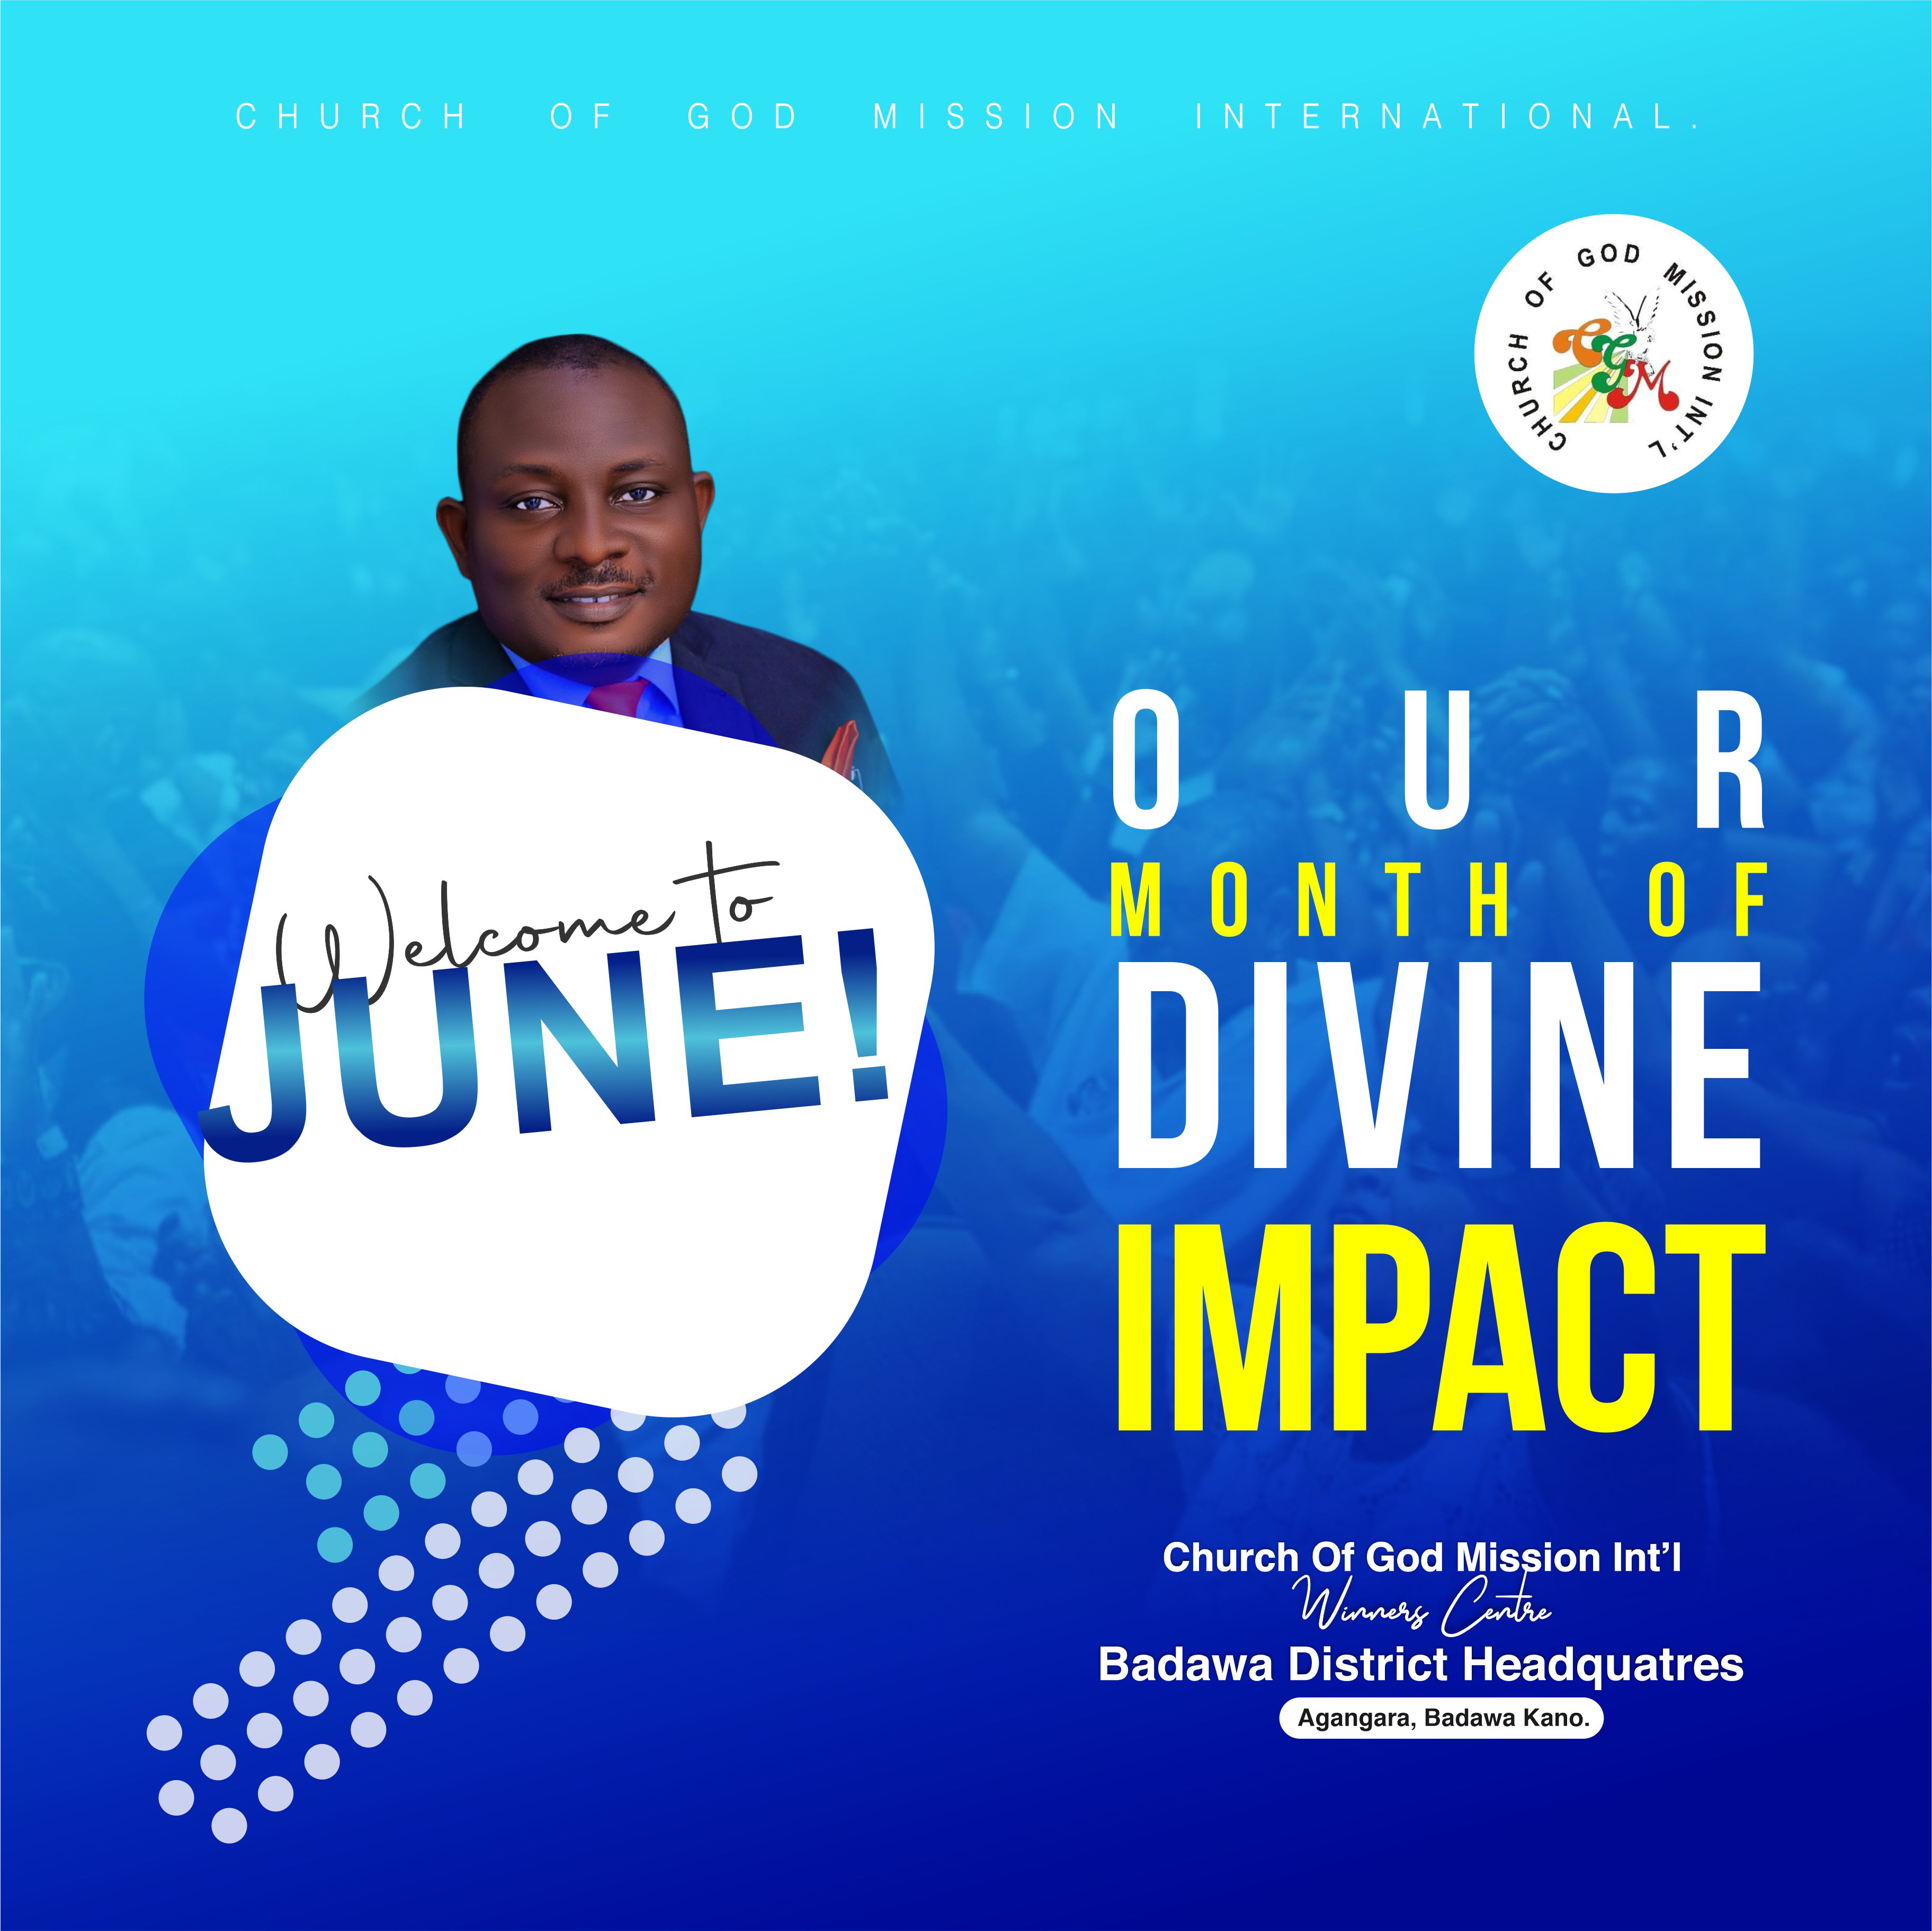 CHURCH OF GOD MISSION INTERNATIONAL.
CHURCH OF GOD MISSION INT'L
CGM
Welcome to
JUNE!
OUR
MONTH OF
DIVINE
IMPACT
Church Of God Mission Int’l
Winners Centre
Badawa District Headquatres
Agangara, Badawa Kano.